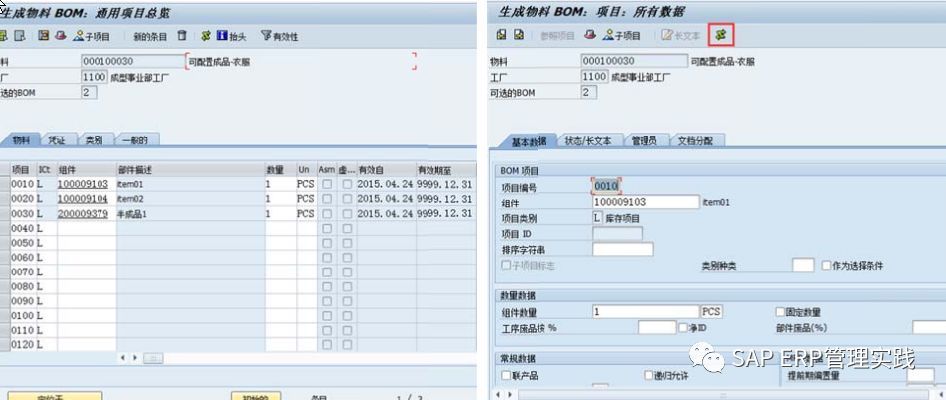 生成物料 BOM: 通用项目总览
子项目 新的条目 抬头 有效性
料 000100030 可配置成品-衣服
厂 1100 成型事业部工厂
选的BOM 2
物料 凭证 类别 一般的
项目 ICt 组件 部件描述 数量 Un Asm 虚... 有效自 有效期至
0010 L 100009103 item01 1 PCS 2015.04.24 9999.12.31
0020 L 100009104 item02 1 PCS 2015.04.24 9999.12.31
0030 L 200009379 半成品1 1 PCS 2015.04.24 9999.12.31
0040 L
0050 L
0060 L
0070 L
0080 L
0090 L
0100 L
0110 L
0120 L
1 / 3
生成物料 BOM: 项目: 所有数据
参照项目 子项目 长文本
物料 000100030 可配置成品-衣服
工厂 1100 成型事业部工厂
可选的BOM 2
基本数据 状态/长文本 管理员 文档分配
BOM 项目
项目编号 0010
组件 100009103 item01
项目类别 L 库存项目
项目 ID
排序字符串
子项目标志 类别种类 作为选择条件
数量数据
组件数量 1 PCS 固定数量
工序废品按 % 净ID 部件废品(%)
常规数据
联产品 递归允许 提前期偏置量
SAP ERP管理实践